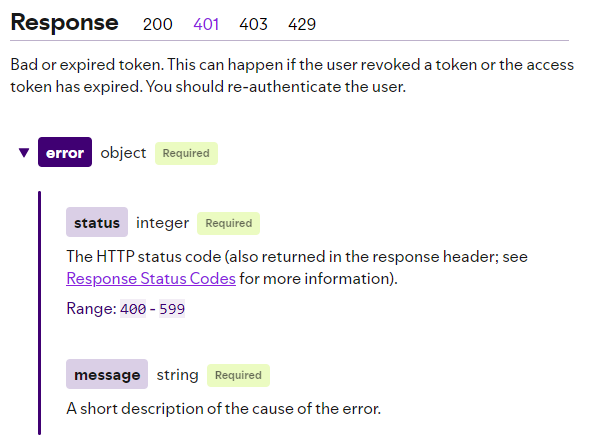 Response 200 401 403 429
Bad or expired token. This can happen if the user revoked a token or the access
token has expired. You should re-authenticate the user.
error object Required
status integer Required
The HTTP status code (also returned in the response header; see
Response Status Codes for more information).
Range: 400 - 599
message string Required
A short description of the cause of the error.